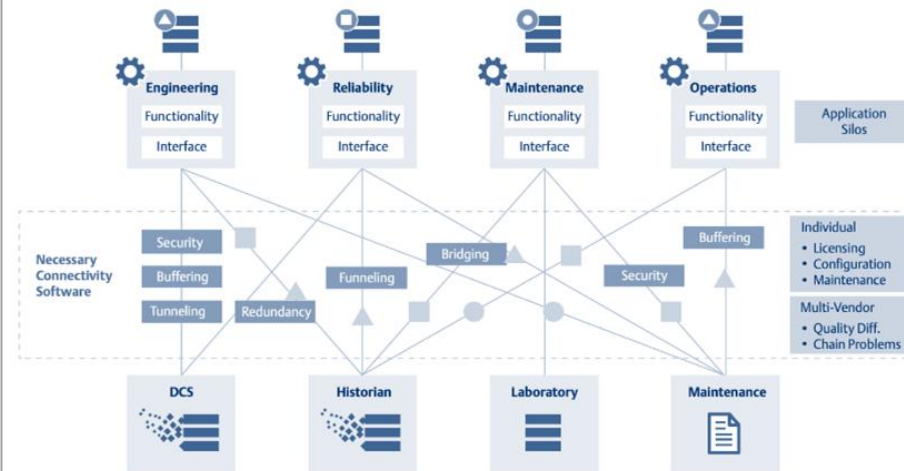 Engineering
Functionality
Interface
Reliability
Functionality
Interface
Maintenance
Functionality
Interface
Operations
Functionality
Interface
Application
Silos
Necessary
Connectivity
Software
Security
Buffering
Tunneling
Redundancy
Funneling
Bridging
Security
Buffering
Individual
• Licensing
• Configuration
• Maintenance
Multi-Vendor
• Quality Diff.
• Chain Problems
DCS
Historian
Laboratory
Maintenance